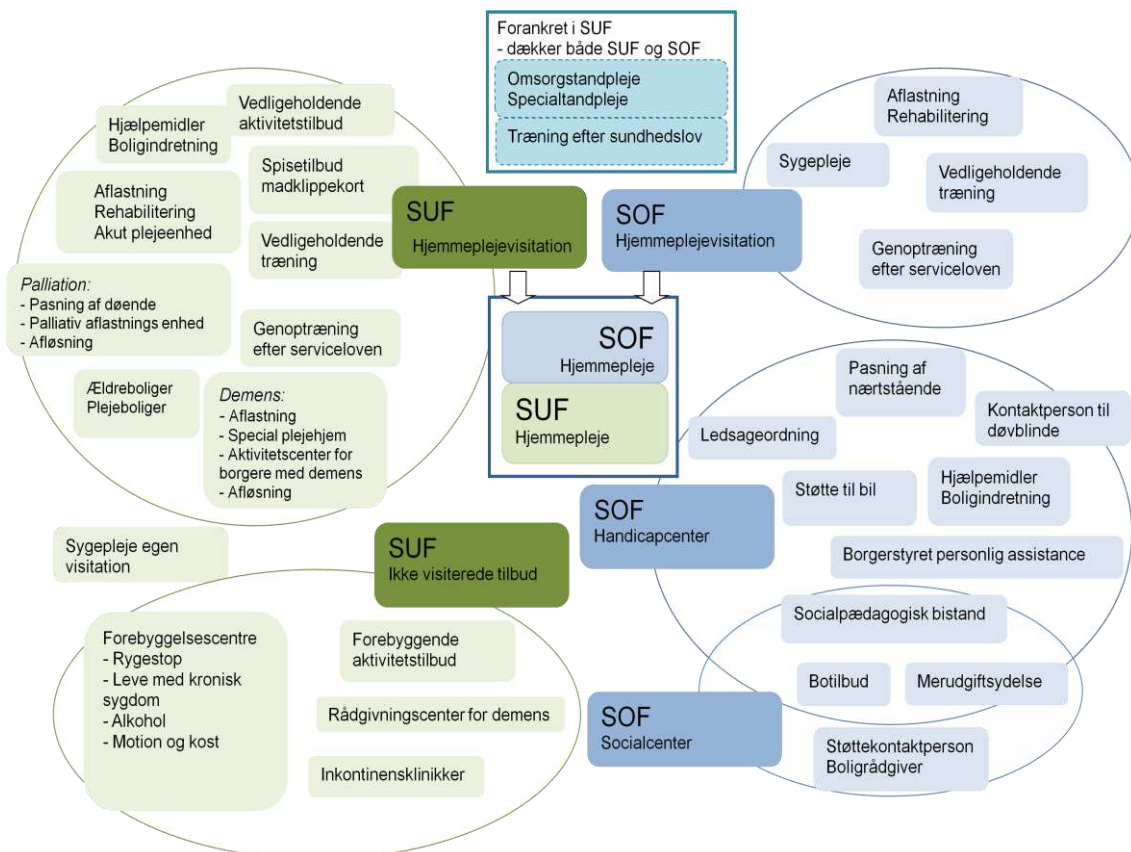 Forankret i SUF
- dækker både SUF og SOF
Omsorgstandpleje
Specialtandpleje
Træning efter sundhedslov
Vedligeholdende
aktivitetstilbud
Hjælpemidler
Boligindretning
Spisetilbud
madklippekort
Aflastning
Rehabilitering
Akut plejeenhed
Vedligeholdende
træning
Palliation:
- Pasning af døende
- Palliativ aflastnings enhed
- Afløsning
Genoptræning
efter serviceloven
Ældreboliger
Plejeboliger
Demens:
- Aflastning
- Special plejehjem
- Aktivitetscenter for
borgere med demens
- Afløsning
SUF
Hjemmeplejevisitation
SOF
Hjemmeplejevisitation
Aflastning
Rehabilitering
Sygepleje
Vedligeholdende
træning
Genoptræning
efter serviceloven
SOF
Hjemmepleje
SUF
Hjemmepleje
Pasning af
nærtstående
Kontaktperson til
døvblinde
Ledsageordning
Støtte til bil
Hjælpemidler
Boligindretning
SOF
Handicapcenter
Borgerstyret personlig assistance
Socialpædagogisk bistand
Botilbud
Merudgiftsydelse
SOF
Socialcenter
Støttekontaktperson
Boligrådgiver
Sygepleje egen
visitation
SUF
Ikke visiterede tilbud
Forebyggelsescentre
- Rygestop
- Leve med kronisk
sygdom
- Alkohol
- Motion og kost
Forebyggende
aktivitetstilbud
Rådgivningscenter for demens
Inkontinensklinikker